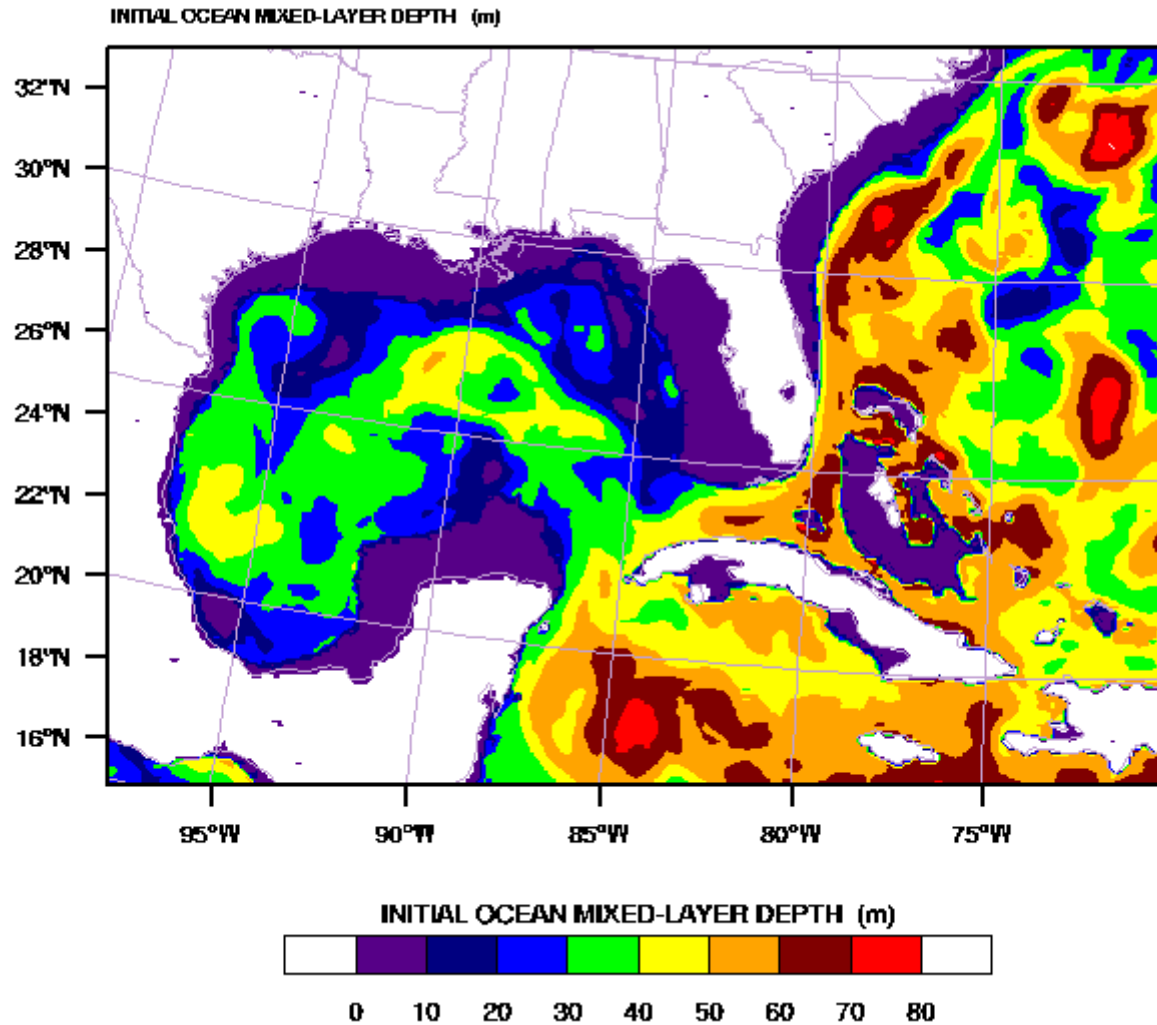 INITIAL OCEAN MIXED-LAYER DEPTH (m)
32°N
30°N
28°N
26°N
24°N
22°N
20°N
18°N
16°N
95°W 90°W 85°W 80°W 75°W
INITIAL OCEAN MIXED-LAYER DEPTH (m)
0 10 20 30 40 50 60 70 80